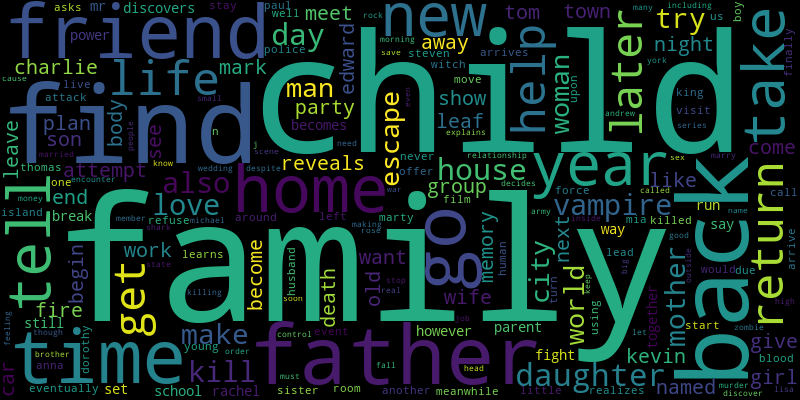 friend
child
new
take
find
family
father
home
back
time
tell
life
help
later
return
year
go
get
daughter
house
vampire
city
world
mother
escape
try
love
also
kill
make
man
party
day
meet
tom
town
night
woman
show
leaf
away
edward
mark
charlie
discovers
mr
power
attack
plan
son
body
see
leave
attempt
thomas
one
end
break
island
work
learns
begin
fire
still
young
dorothy
anna
brother
eventually
set
school
rachel
car
feeling
though
state
shark
member
money
encounter
refuse
michael
around
become
husband
soon
death
event
control
order
killing
sister
must
room
meanwhile
another
fall
head
job
however
parent
wife
old
want
real
stop
marty
making
rose
left
war
memory
human
army
turn
next
using
force
called
mia
killed
way
lead
keep
inside
big
let
together
kevin
realizes
little
fight
named
girl
give
blood
zombie
start
would
due
say
run
name
call
come
like
visit
king
series
andrew
york
many
us
including
boy
finally
arrive
high
lisa
murder
discover
outside
good
marry
sex
relationship
decides
explains
move
witch
arrives
police
steven
morning
save
rock
paul
well
stay
asks
live
cause
small
people
married
know
scene
wedding
despite
need
n
j
becomes
reveals
never
offer
group
film
even
upon